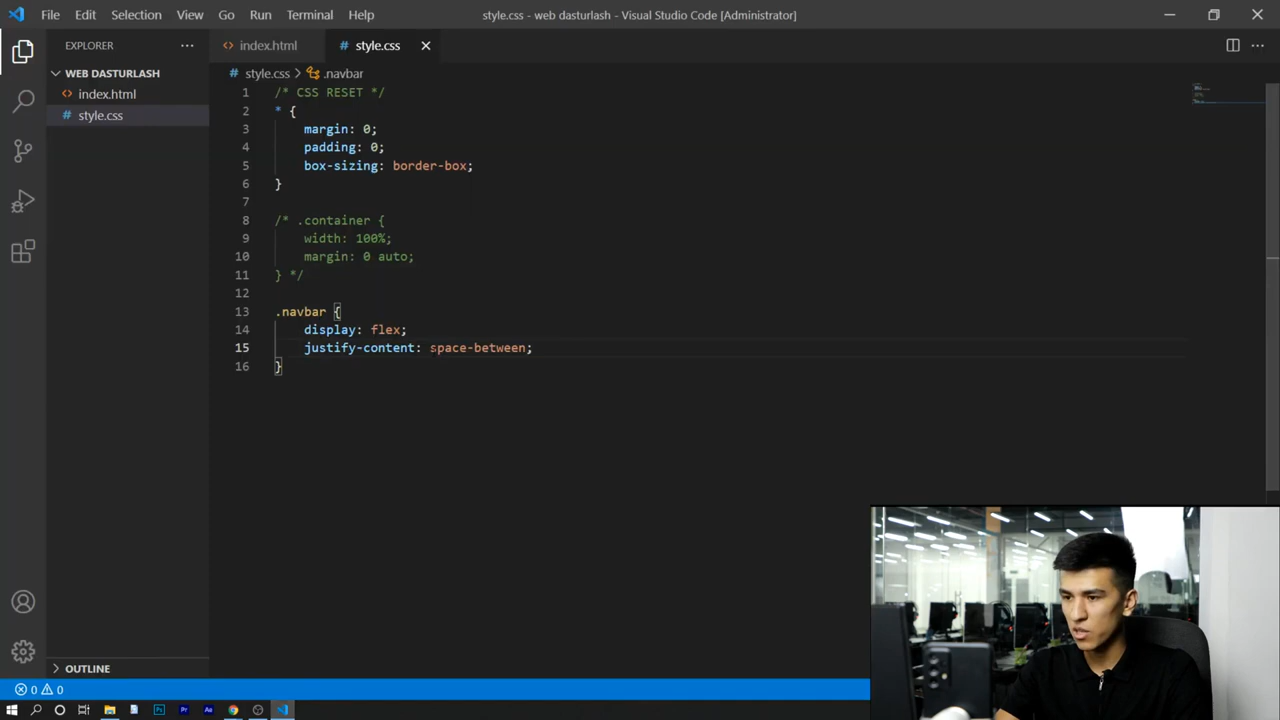 File Edit Selection View Go Run Terminal Help
style.css - web dasturlash - Visual Studio Code [Administrator]
EXPLORER
index.html
style.css
WEB DASTURLASH
index.html
style.css
style.css > .navbar
1 /* CSS RESET */
2 * {
3 margin: 0;
4 padding: 0;
5 box-sizing: border-box;
6 }
7
8 /* .container {
9 width: 100%;
10 margin: 0 auto;
11 } */
12
13 .navbar {
14 display: flex;
15 justify-content: space-between;
16 }
OUTLINE
0 0
Ps Pr Ae